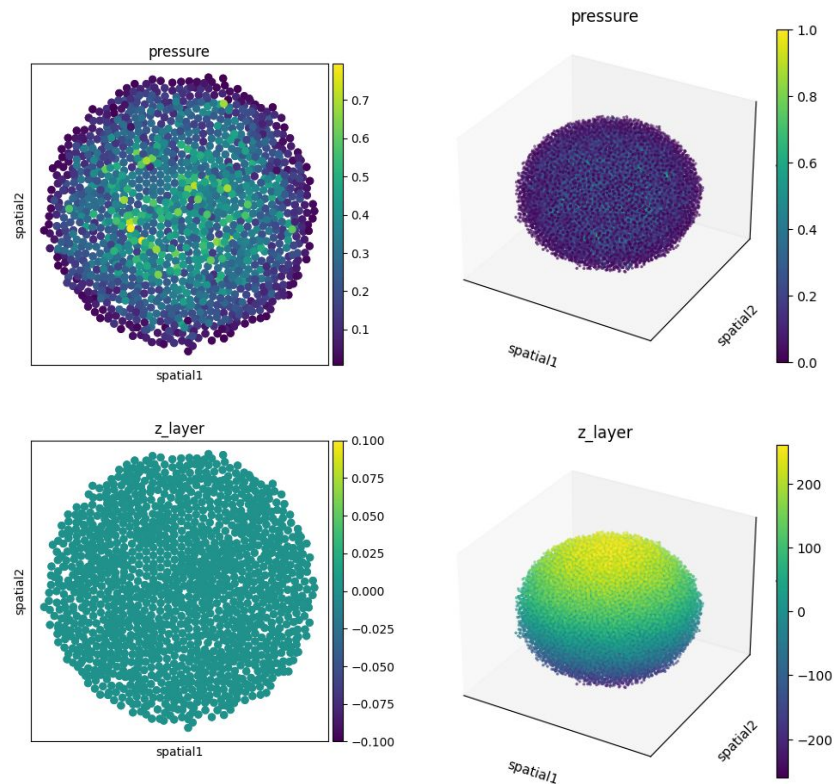 pressure
spatial2
spatial1
0.7
0.6
0.5
0.4
0.3
0.2
0.1
pressure
spatial1
spatial2
1.0
0.8
0.6
0.4
0.2
0.0
z_layer
spatial2
spatial1
0.100
0.075
0.050
0.025
0.000
−0.025
−0.050
−0.075
−0.100
z_layer
spatial1
spatial2
200
100
0
−100
−200